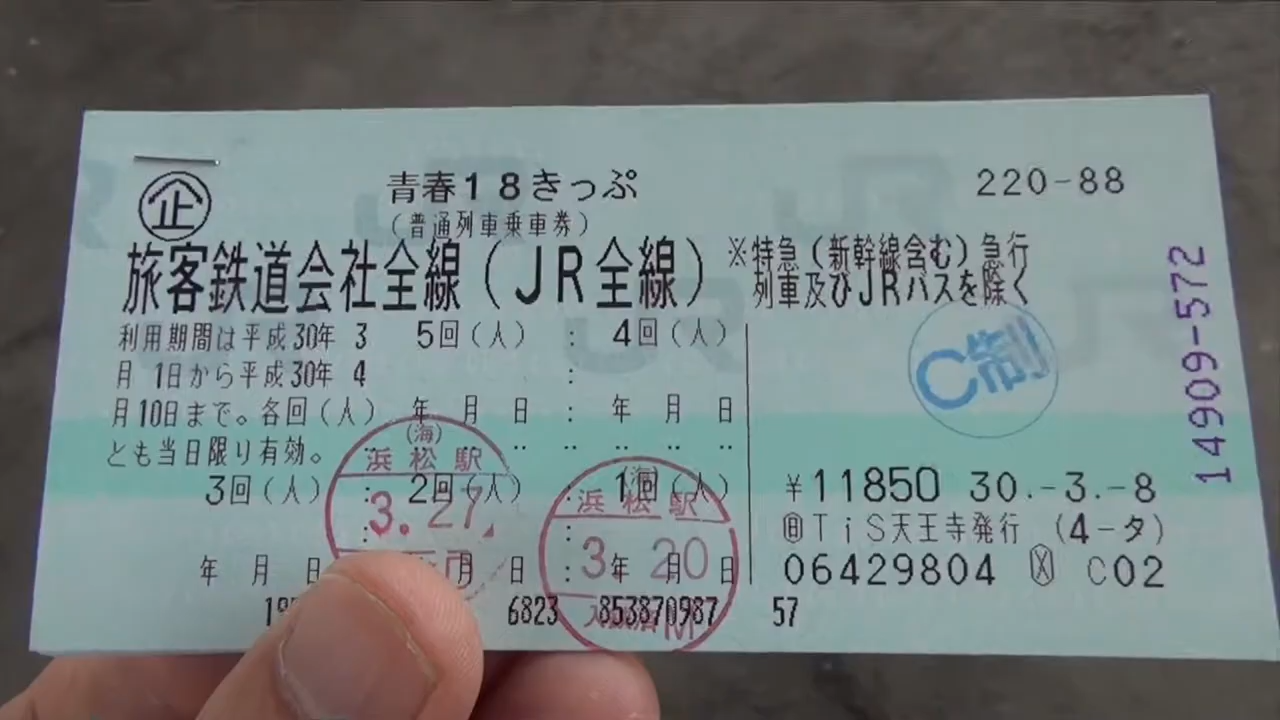 企
青春18きっぷ
220-88
(普通列車乗車券)
旅客鉄道会社全線(JR全線)
※特急(新幹線含む)急行
列車及びJRバスを除く
利用期間は平成30年 3
月 1日から平成30年 4
月10日まで。各回(人)
とも当日限り有効。
5回(人) : 4回(人)
:
年 月 日 : 年 月 日
3回(人) : 2回(人) : 1回(人)
年 月 日 月 日 : 年 月 日
(海)
浜松駅
3.27
(海)
浜松駅
3 20
C制
¥11850 30.-3.-8
TiS天王寺発行 (4-タ)
06429804 C02
6823 853870987 57
14909-572